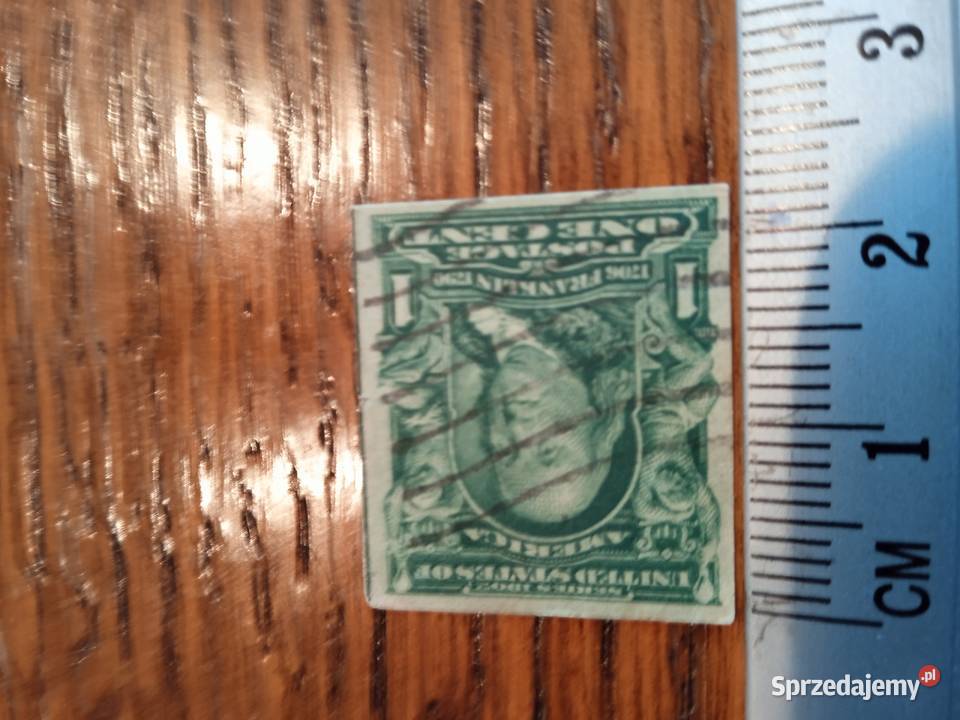 SERIES 1902
UNITED STATES OF
AMERICA
1 1
1706 FRANKLIN 1790
POSTAGE
ONE CENT
CM 1 2 3
Sprzedajemy.pl